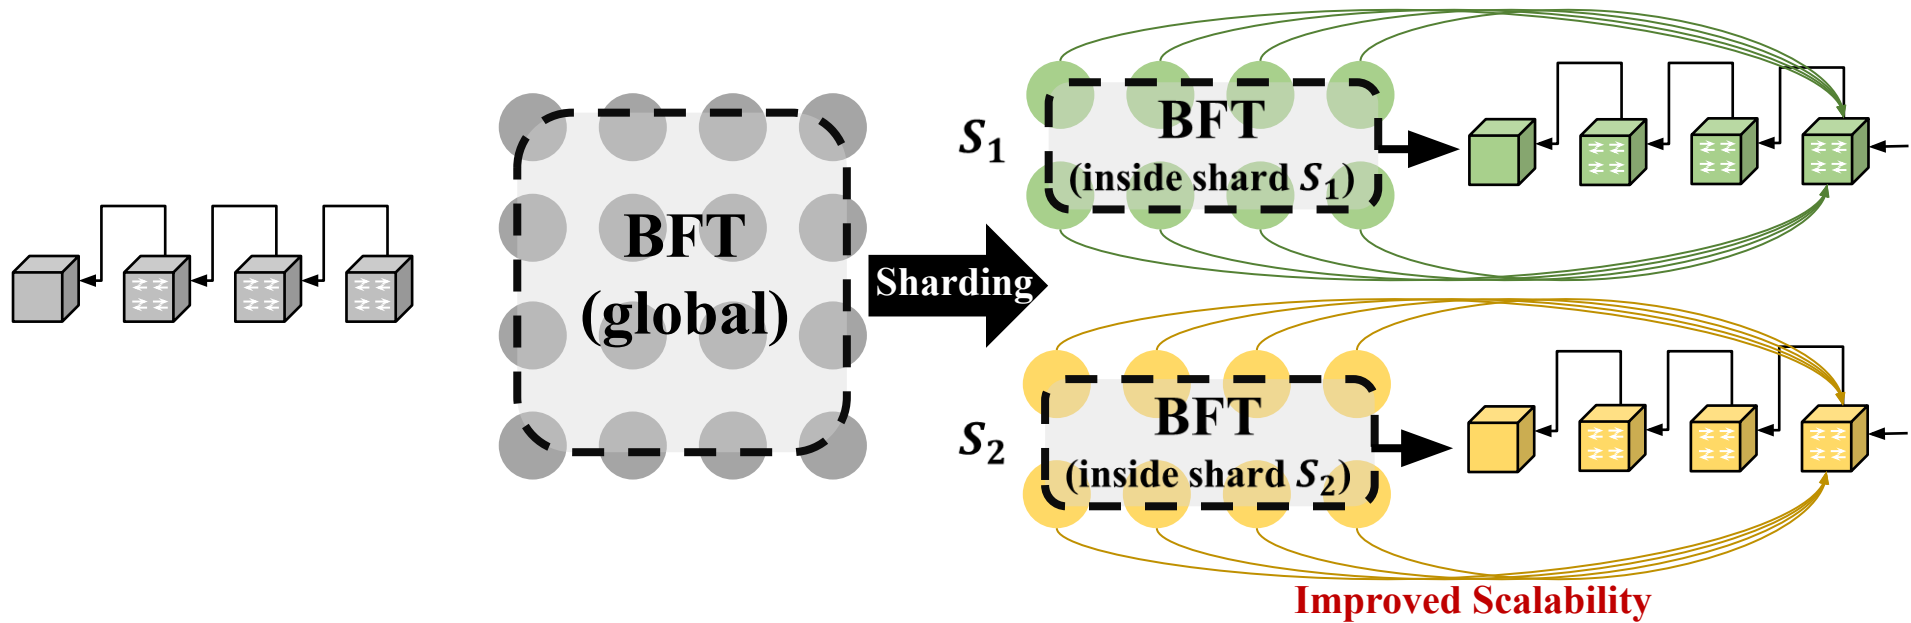 BFT
(global)
Sharding
S₁
BFT
(inside shard S₁)
S₂
BFT
(inside shard S₂)
Improved Scalability